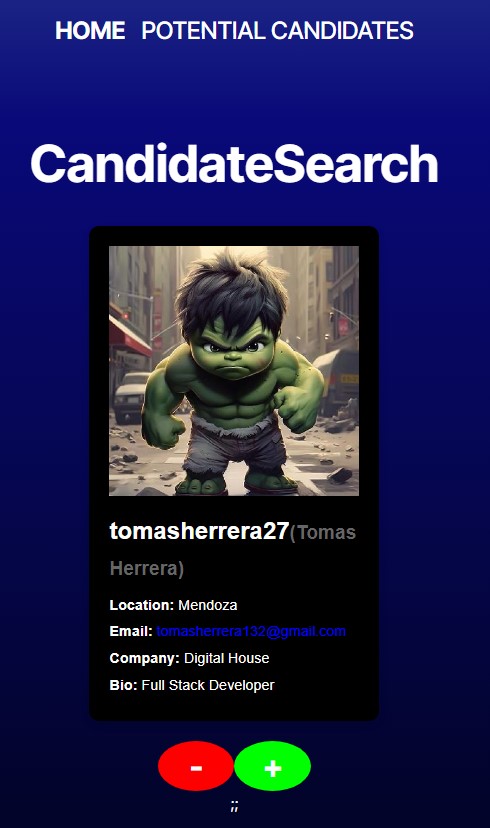 HOME POTENTIAL CANDIDATES
CandidateSearch
tomasherrera27(Tomas
Herrera)
Location: Mendoza
Email: tomasherrera132@gmail.com
Company: Digital House
Bio: Full Stack Developer
- +
;;